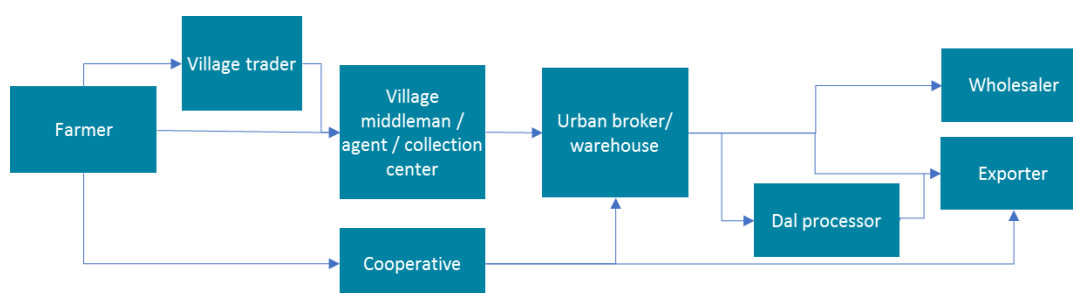 Farmer
Village trader
Village
middleman /
agent / collection
center
Cooperative
Urban broker/
warehouse
Dal processor
Wholesaler
Exporter